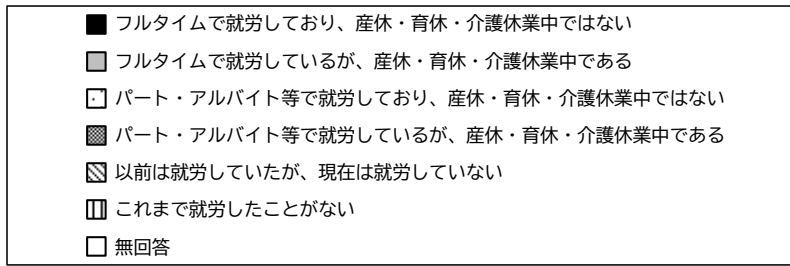 フルタイムで就労しており、産休・育休・介護休業中ではない
フルタイムで就労しているが、産休・育休・介護休業中である
パート・アルバイト等で就労しており、産休・育休・介護休業中ではない
パート・アルバイト等で就労しているが、産休・育休・介護休業中である
以前は就労していたが、現在は就労していない
これまで就労したことがない
無回答